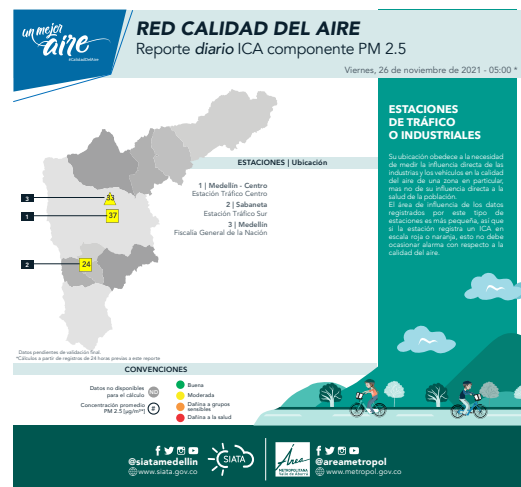 un mejor
aire
#CalidadDelAire
RED CALIDAD DEL AIRE
Reporte diario ICA componente PM 2.5
Viernes, 26 de noviembre de 2021 - 05:00 *
ESTACIONES
DE TRÁFICO
O INDUSTRIALES
Su ubicación obedece a la necesidad
de medir la influencia directa de las
industrias y los vehículos en la calidad
del aire de una zona en particular,
mas no de su influencia directa a la
salud de la población.
El área de influencia de los datos
registrados por este tipo de
estaciones es más pequeña, así que
si la estación registra un ICA en
escala roja o naranja, esto no debe
ocasionar alarma con respecto a la
calidad del aire.
ESTACIONES | Ubicación
1 | Medellín - Centro
Estación Tráfico Centro
2 | Sabaneta
Estación Tráfico Sur
3 | Medellín
Fiscalía General de la Nación
3
33
1
37
2
24
Datos pendientes de validación final.
*Cálculos a partir de registros de 24 horas previas a este reporte
CONVENCIONES
Datos no disponibles
para el cálculo
Concentración promedio
PM 2.5 [µg/m³]
#
Buena
Moderada
Dañina a grupos
sensibles
Dañina a la salud
@siatamedellin
www.siata.gov.co
SIATA
Área
METROPOLITANA
Valle de Aburrá
@areametropol
www.metropol.gov.co